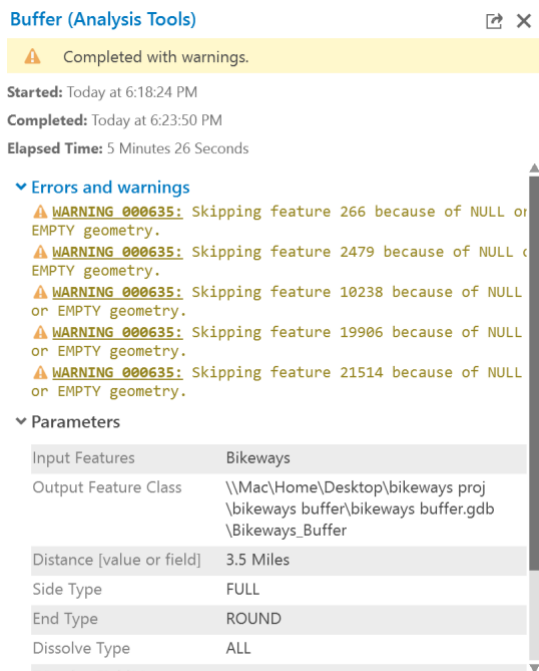 Buffer (Analysis Tools)
Completed with warnings.
Started: Today at 6:18:24 PM
Completed: Today at 6:23:50 PM
Elapsed Time: 5 Minutes 26 Seconds
Errors and warnings
WARNING 000635: Skipping feature 266 because of NULL or
EMPTY geometry.
WARNING 000635: Skipping feature 2479 because of NULL
EMPTY geometry.
WARNING 000635: Skipping feature 10238 because of NULL
or EMPTY geometry.
WARNING 000635: Skipping feature 19906 because of NULL
or EMPTY geometry.
WARNING 000635: Skipping feature 21514 because of NULL
or EMPTY geometry.
Parameters
Input Features Bikeways
Output Feature Class \\Mac\Home\Desktop\bikeways proj
\bikeways buffer\bikeways buffer.gdb
\Bikeways_Buffer
Distance [value or field] 3.5 Miles
Side Type FULL
End Type ROUND
Dissolve Type ALL